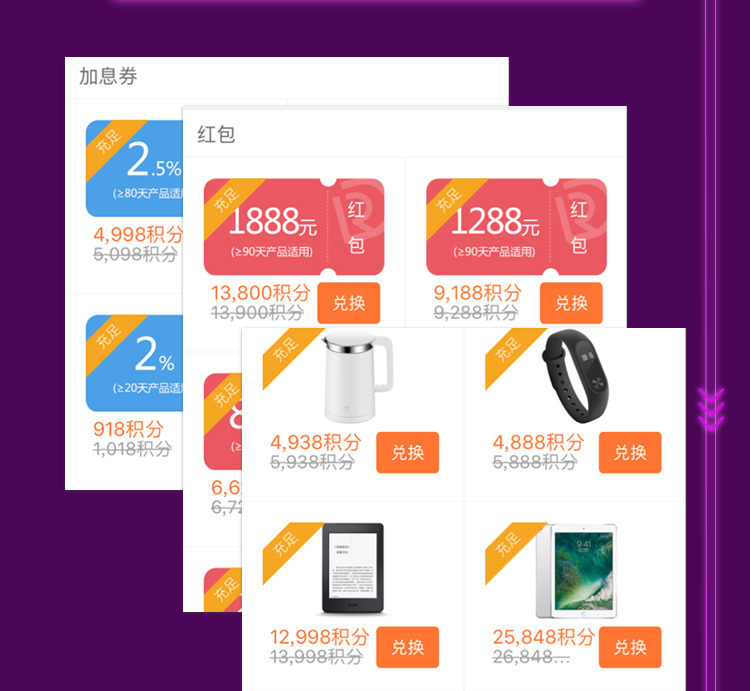 加息券
充足
2.5%
(≥80天产品适
4,998积分
5,098积分
充足
2%
(≥20天产品适
918积分
1,018积分
红包
充足
1888元
(≥90天产品适用)
红包
13,800积分
13,900积分
兑换
充足
1288元
(≥90天产品适用)
红包
9,188积分
9,288积分
兑换
充足
充足
充足
4,938积分
5,938积分
兑换
充足
4,888积分
5,888积分
兑换
充足
12,998积分
13,998积分
兑换
充足
9:41
25,848积分
26,848...
兑换